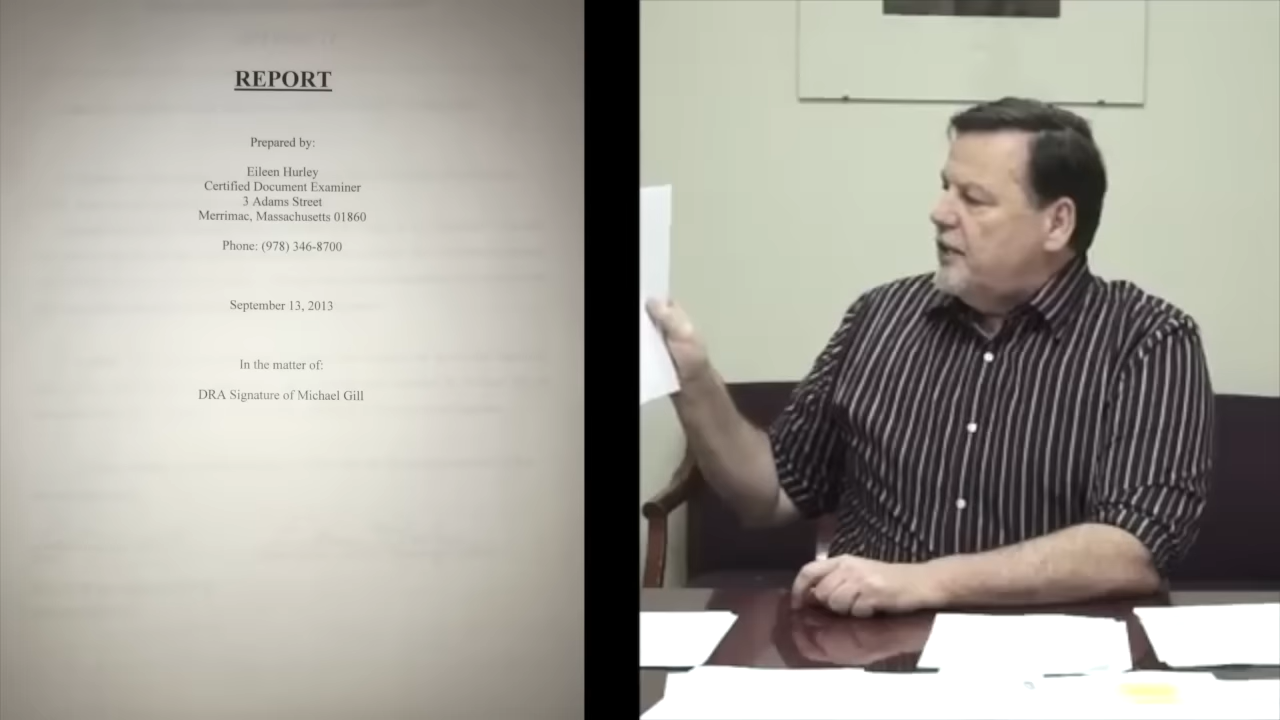 REPORT
Prepared by:
Eileen Hurley
Certified Document Examiner
3 Adams Street
Merrimac, Massachusetts 01860
Phone: (978) 346-8700
September 13, 2013
In the matter of:
DRA Signature of Michael Gill